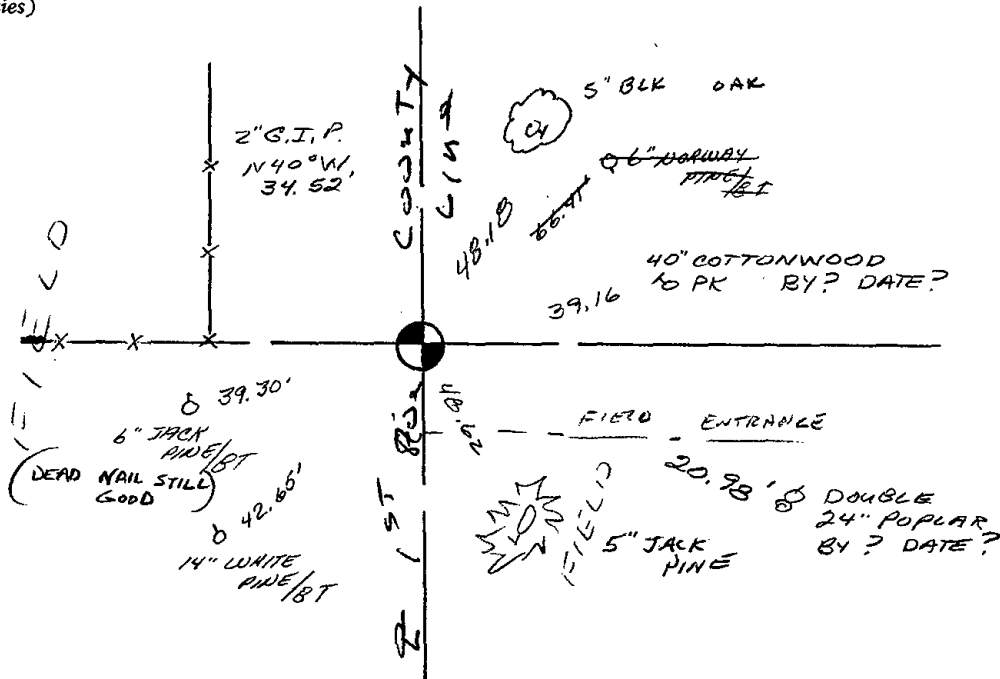 ies)
5" BLK OAK
2" G.I.P.
N40°W,
34.52'
COUNTY
LINE
6" NORWAY
PINE/BT
66.41
48.18
40" COTTONWOOD
PK BY? DATE?
39.16
FIELD
39.30'
6" JACK
PINE/BT
(DEAD NAIL STILL
GOOD)
42.65'
14" WHITE
PINE/BT
48.62
FIELD ENTRANCE
20.98'
DOUBLE
24" POPLAR
BY? DATE?
FIELD
5" JACK
PINE
1ST